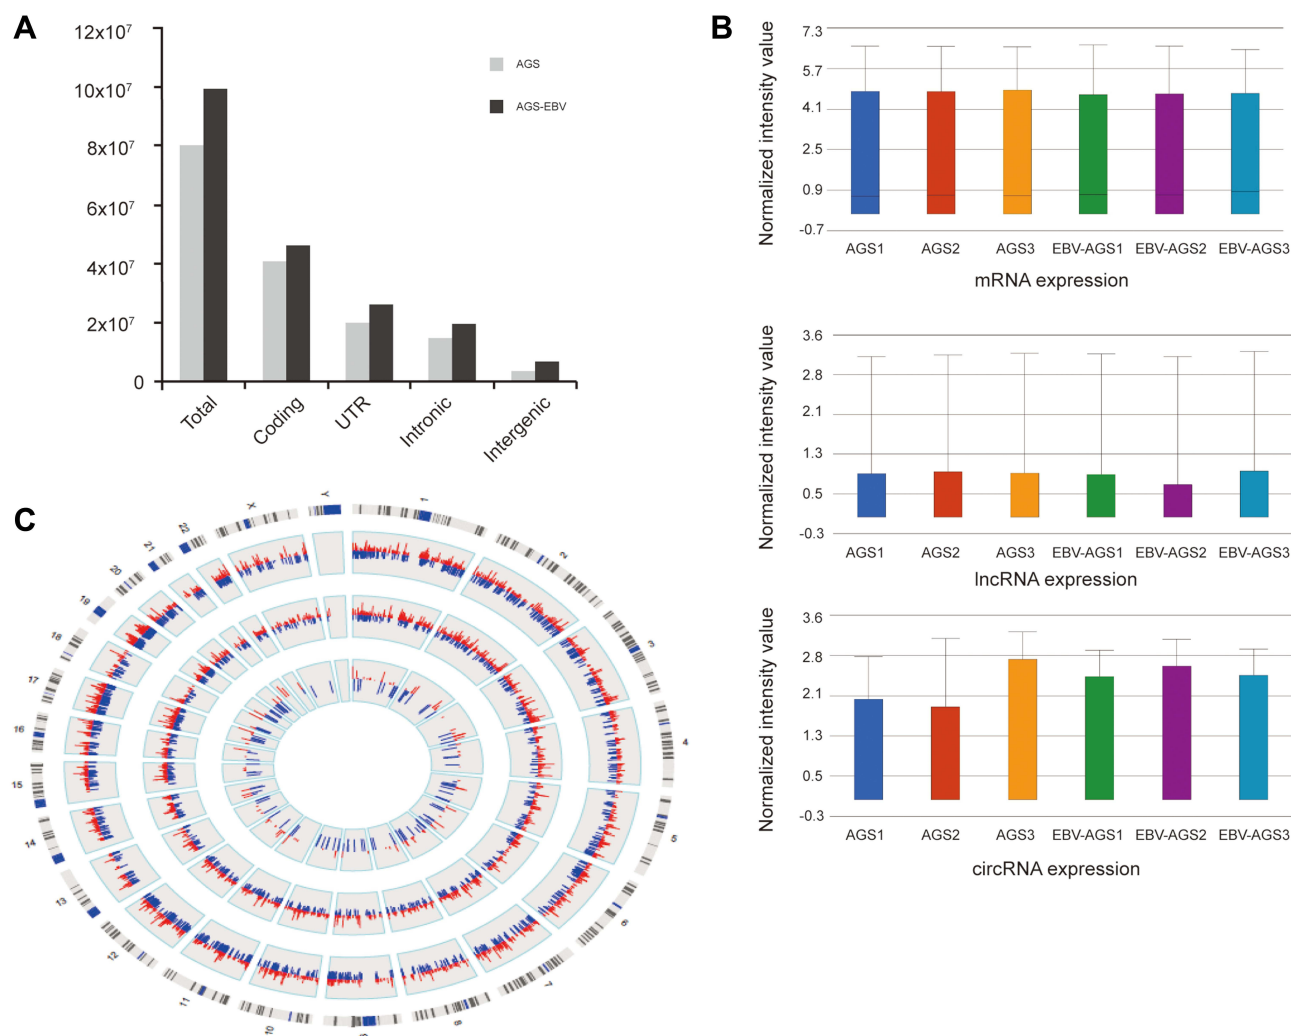 A
12x10⁷
10x10⁷
8x10⁷
6x10⁷
4x10⁷
2x10⁷
0
Total
Coding
UTR
Intronic
Intergenic
AGS
AGS-EBV
B
Normalized intensity value
7.3
5.7
4.1
2.5
0.9
-0.7
AGS1 AGS2 AGS3 EBV-AGS1 EBV-AGS2 EBV-AGS3
mRNA expression
Normalized intensity value
3.6
2.8
2.1
1.3
0.5
-0.3
AGS1 AGS2 AGS3 EBV-AGS1 EBV-AGS2 EBV-AGS3
lncRNA expression
Normalized intensity value
3.6
2.8
2.1
1.3
0.5
-0.3
AGS1 AGS2 AGS3 EBV-AGS1 EBV-AGS2 EBV-AGS3
circRNA expression
C
1
2
3
4
5
6
7
8
10
11
12
13
14
15
16
17
18
19
20
21
22
X
Y